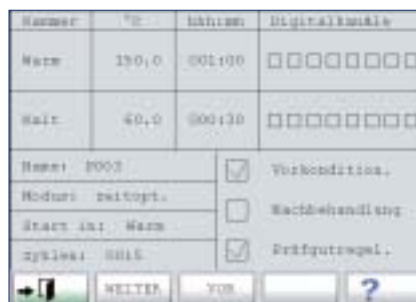 Kammer °C hhh:mm Digitalkanäle
Warm 150.0 001:00
Kalt 60.0 000:30
Name: P003
Modus: zeitopt.
Start in: Warm
Zyklen: 0015
Vorkondition.
Nachbehandlung
Prüfgutregel.
WEITER VOR ?